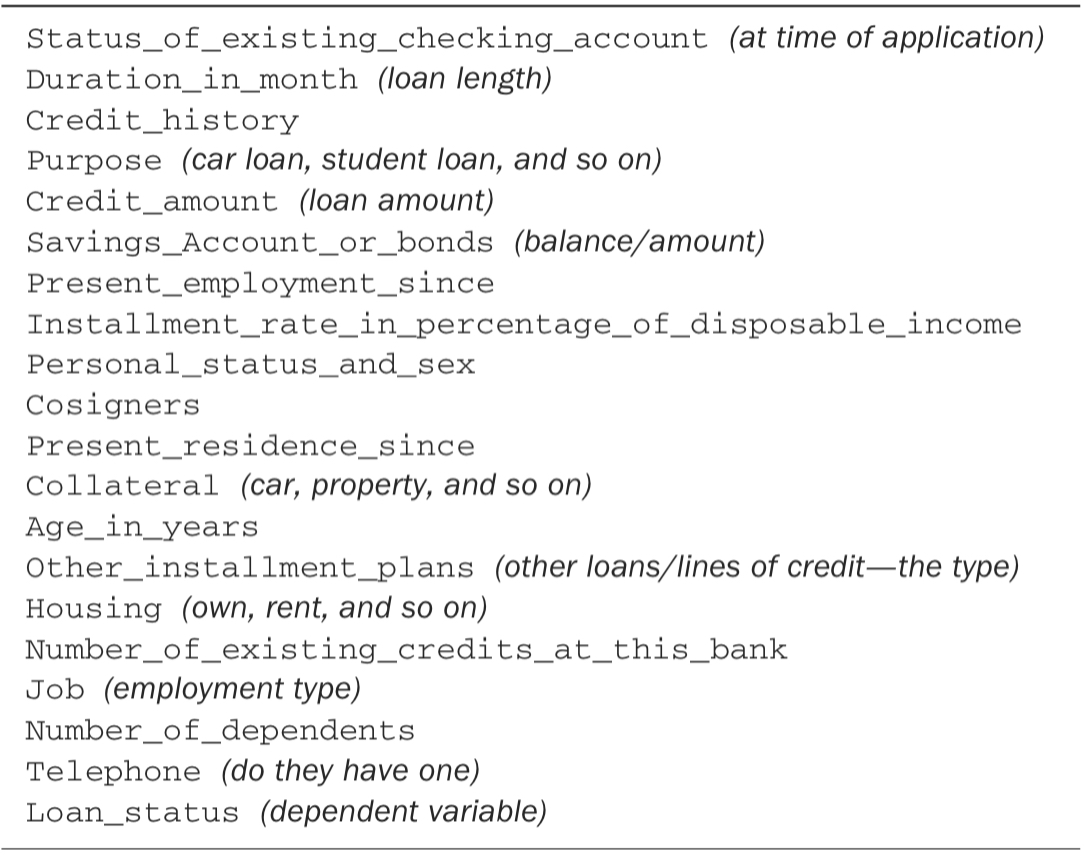 Status_of_existing_checking_account (at time of application)
Duration_in_month (loan length)
Credit_history
Purpose (car loan, student loan, and so on)
Credit_amount (loan amount)
Savings_Account_or_bonds (balance/amount)
Present_employment_since
Installment_rate_in_percentage_of_disposable_income
Personal_status_and_sex
Cosigners
Present_residence_since
Collateral (car, property, and so on)
Age_in_years
Other_installment_plans (other loans/lines of credit—the type)
Housing (own, rent, and so on)
Number_of_existing_credits_at_this_bank
Job (employment type)
Number_of_dependents
Telephone (do they have one)
Loan_status (dependent variable)